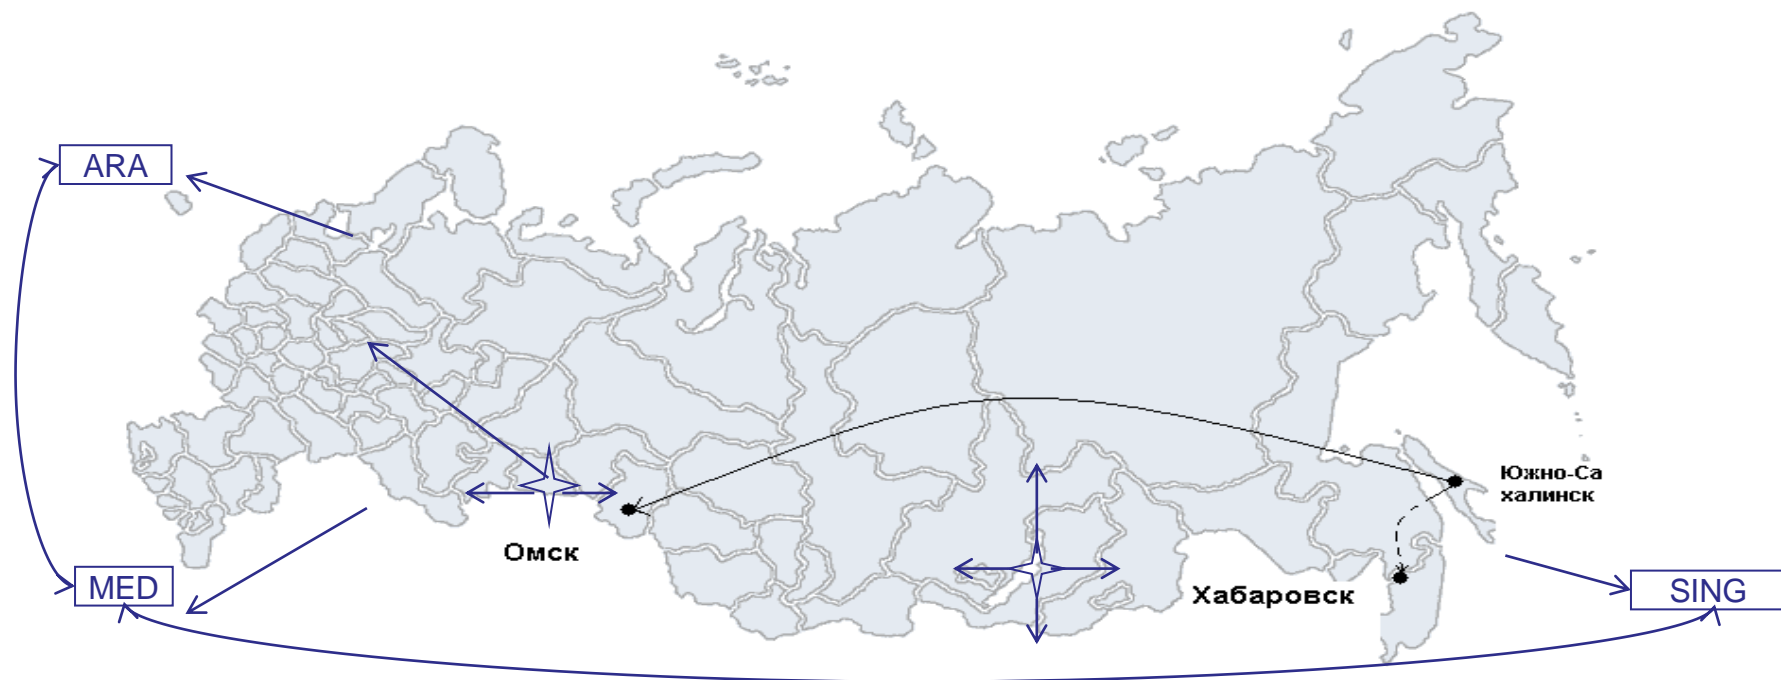 ARA
Южно-Са
халинск
Омск
MED
Хабаровск
SING